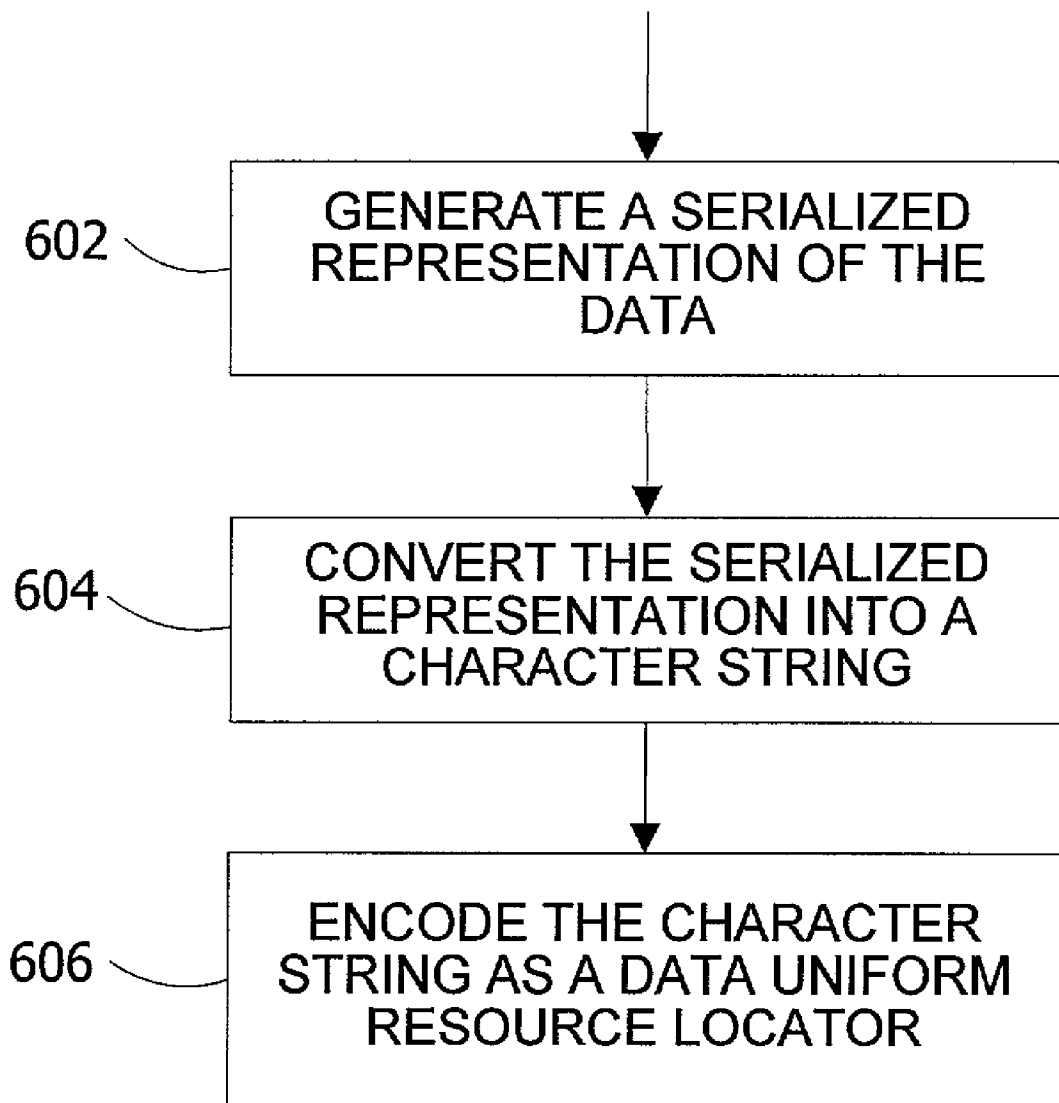 602
GENERATE A SERIALIZED
REPRESENTATION OF THE
DATA
604
CONVERT THE SERIALIZED
REPRESENTATION INTO A
CHARACTER STRING
606
ENCODE THE CHARACTER
STRING AS A DATA UNIFORM
RESOURCE LOCATOR